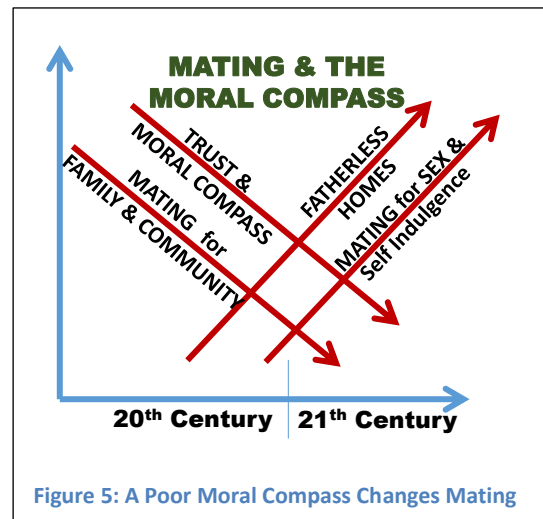 MATING & THE
MORAL COMPASS
TRUST &
MORAL COMPASS
MATING for
FAMILY & COMMUNITY
FATHERLESS
HOMES
MATING for SEX &
Self Indulgence
20th Century
21th Century
Figure 5: A Poor Moral Compass Changes Mating